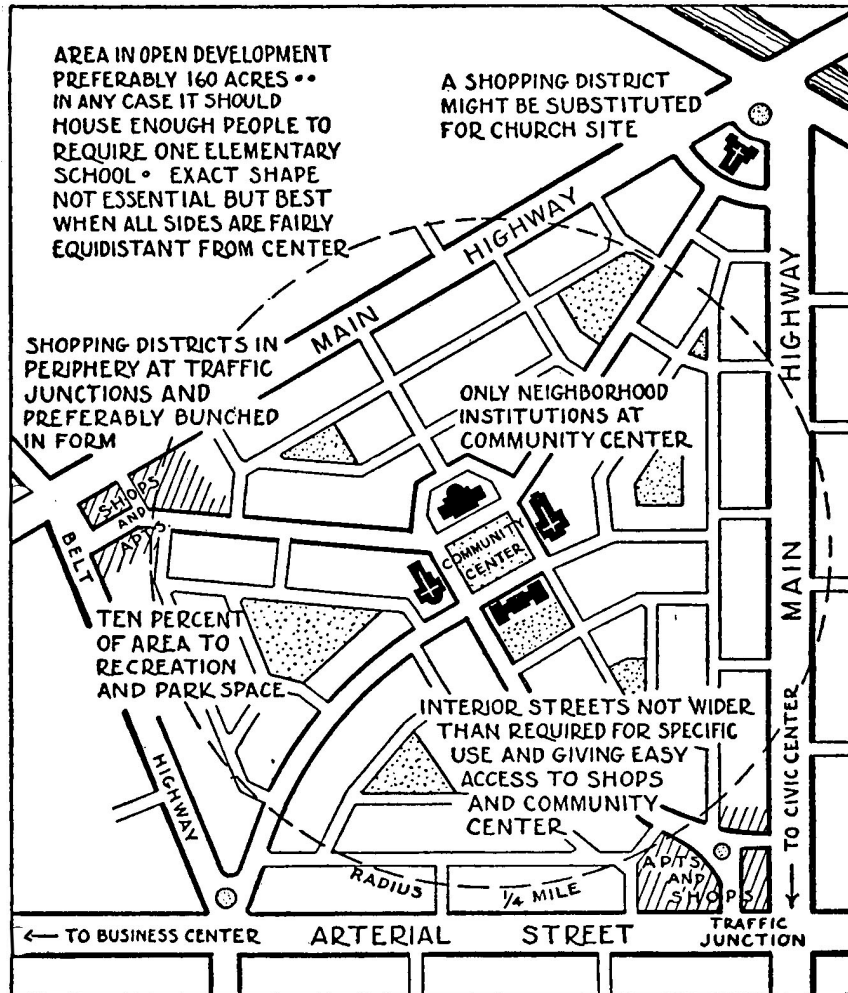 AREA IN OPEN DEVELOPMENT
PREFERABLY 160 ACRES ••
IN ANY CASE IT SHOULD
HOUSE ENOUGH PEOPLE TO
REQUIRE ONE ELEMENTARY
SCHOOL • EXACT SHAPE
NOT ESSENTIAL BUT BEST
WHEN ALL SIDES ARE FAIRLY
EQUIDISTANT FROM CENTER
A SHOPPING DISTRICT
MIGHT BE SUBSTITUTED
FOR CHURCH SITE
MAIN HIGHWAY
HIGHWAY
MAIN
SHOPPING DISTRICTS IN
PERIPHERY AT TRAFFIC
JUNCTIONS AND
PREFERABLY BUNCHED
IN FORM
ONLY NEIGHBORHOOD
INSTITUTIONS AT
COMMUNITY CENTER
SHOPS
AND
APTS
BELT
HIGHWAY
COMMUNITY
CENTER
TEN PERCENT
OF AREA TO
RECREATION
AND PARK SPACE
INTERIOR STREETS NOT WIDER
THAN REQUIRED FOR SPECIFIC
USE AND GIVING EASY
ACCESS TO SHOPS
AND COMMUNITY
CENTER
→ TO CIVIC CENTER
APTS
AND
SHOPS
RADIUS 1/4 MILE
← TO BUSINESS CENTER
ARTERIAL STREET
TRAFFIC
JUNCTION